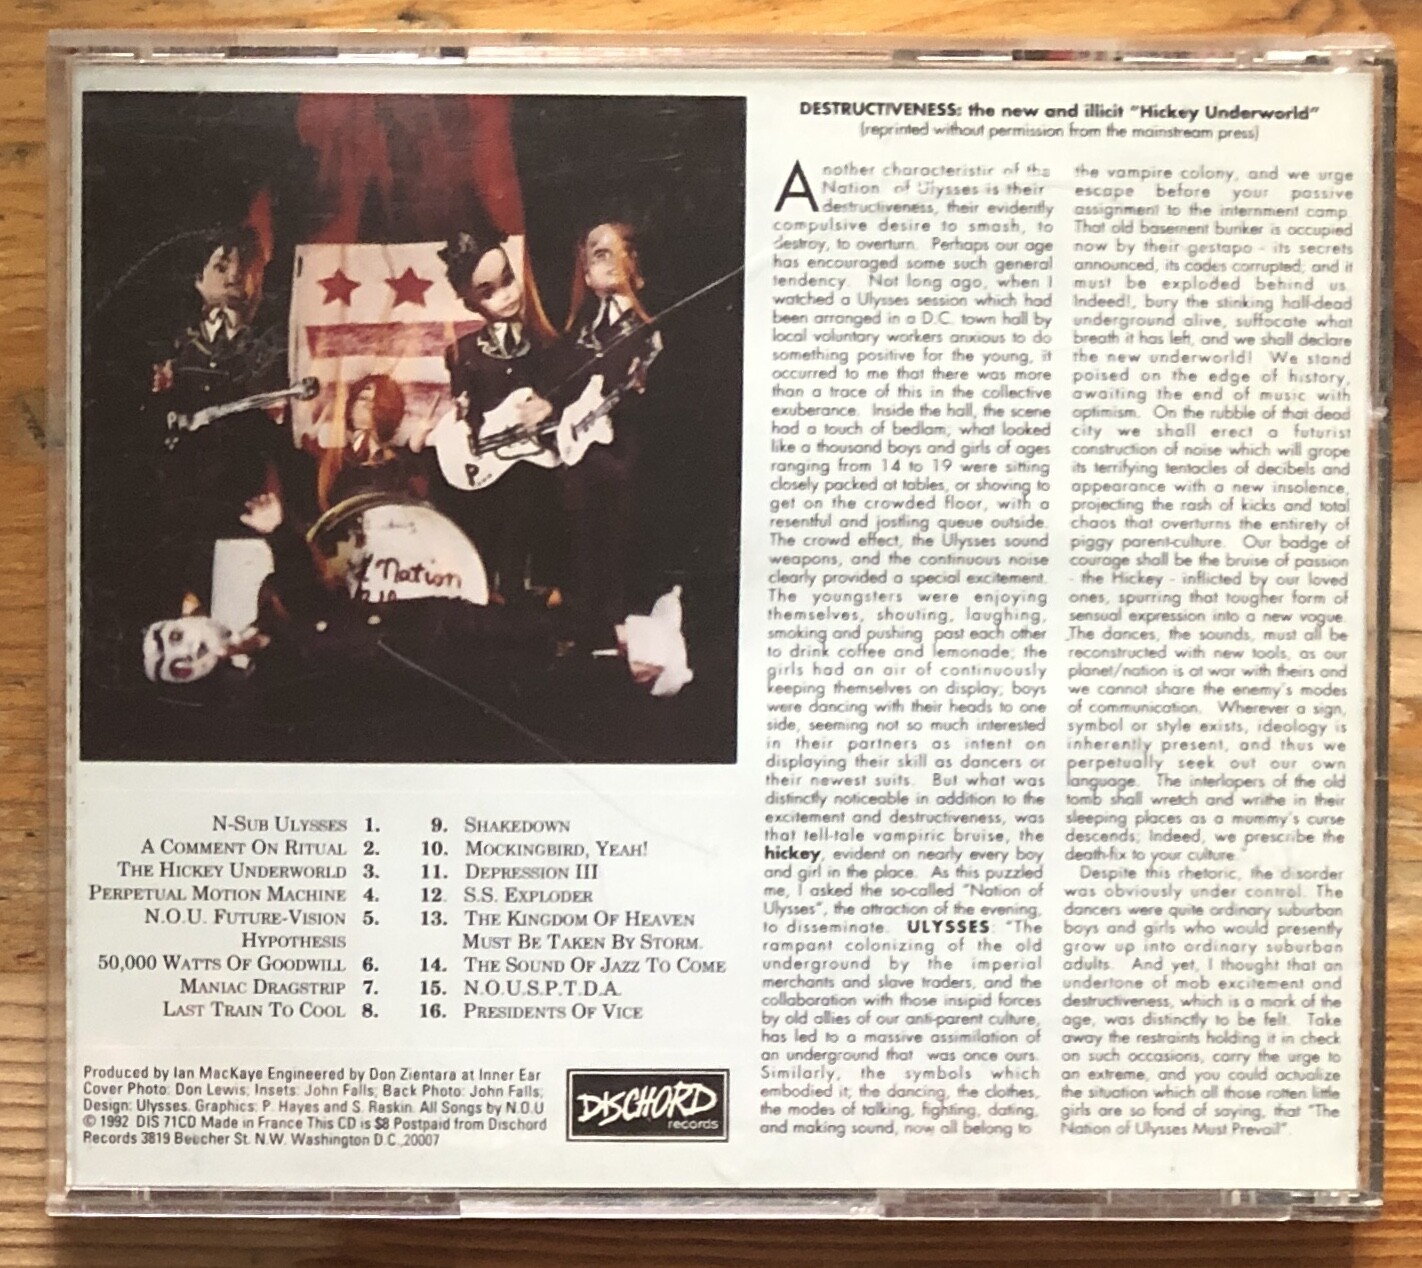 P...
P...
Nation
N-SUB ULYSSES 1.
A COMMENT ON RITUAL 2.
THE HICKEY UNDERWORLD 3.
PERPETUAL MOTION MACHINE 4.
N.O.U. FUTURE-VISION 5.
HYPOTHESIS
50,000 WATTS OF GOODWILL 6.
MANIAC DRAGSTRIP 7.
LAST TRAIN TO COOL 8.
9. SHAKEDOWN
10. MOCKINGBIRD, YEAH!
11. DEPRESSION III
12. S.S. EXPLODER
13. THE KINGDOM OF HEAVEN
MUST BE TAKEN BY STORM.
14. THE SOUND OF JAZZ TO COME
15. N.O.U.S.P.T.D.A.
16. PRESIDENTS OF VICE
Produced by Ian MacKaye Engineered by Don Zientara at Inner Ear
Cover Photo: Don Lewis; Insets: John Falls; Back Photo: John Falls;
Design: Ulysses. Graphics: P. Hayes and S. Raskin. All Songs by N.O.U
© 1992 DIS 71CD Made in France This CD is $8 Postpaid from Dischord
Records 3819 Beecher St. N.W. Washington D.C.,20007
DISCHORD
records
DESTRUCTIVENESS: the new and illicit "Hickey Underworld"
(reprinted without permission from the mainstream press)
Another characteristic of the
Nation of Ulysses is their
destructiveness, their evidently
compulsive desire to smash, to
destroy, to overturn. Perhaps our age
has encouraged some such general
tendency. Not long ago, when I
watched a Ulysses session which had
been arranged in a D.C. town hall by
local voluntary workers anxious to do
something positive for the young, it
occurred to me that there was more
than a trace of this in the collective
exuberance. Inside the hall, the scene
had a touch of bedlam; what looked
like a thousand boys and girls of ages
ranging from 14 to 19 were sitting
closely packed at tables, or shoving to
get on the crowded floor, with a
resentful and jostling queue outside.
The crowd effect, the Ulysses sound
weapons, and the continuous noise
clearly provided a special excitement.
The youngsters were enjoying
themselves, shouting, laughing,
smoking and pushing past each other
to drink coffee and lemonade; the
girls had an air of continuously
keeping themselves on display; boys
were dancing with their heads to one
side, seeming not so much interested
in their partners as intent on
displaying their skill as dancers or
their newest suits. But what was
distinctly noticeable in addition to the
excitement and destructiveness, was
that tell-tale vampiric bruise, the
hickey, evident on nearly every boy
and girl in the place. As this puzzled
me, I asked the so-called "Nation of
Ulysses", the attraction of the evening,
to disseminate. ULYSSES: "The
rampant colonizing of the old
underground by the imperial
merchants and slave traders, and the
collaboration with those insipid forces
by old allies of our anti-parent culture,
has led to a massive assimilation of
an underground that was once ours.
Similarly, the symbols which
embodied it; the dancing, the clothes,
the modes of talking, fighting, dating,
and making sound, now all belong to
the vampire colony, and we urge
escape before your passive
assignment to the internment camp.
That old basement bunker is occupied
now by their gestapo - its secrets
announced, its codes corrupted; and it
must be exploded behind us.
Indeed!, bury the stinking half-dead
underground alive, suffocate what
breath it has left, and we shall declare
the new underworld! We stand
poised on the edge of history,
awaiting the end of music with
optimism. On the rubble of that dead
city we shall erect a futurist
construction of noise which will grope
its terrifying tentacles of decibels and
appearance with a new insolence,
projecting the rash of kicks and total
chaos that overturns the entirety of
piggy parent-culture. Our badge of
courage shall be the bruise of passion
- the Hickey - inflicted by our loved
ones, spurring that tougher form of
sensual expression into a new vogue.
The dances, the sounds, must all be
reconstructed with new tools, as our
planet/nation is at war with theirs and
we cannot share the enemy's modes
of communication. Wherever a sign,
symbol or style exists, ideology is
inherently present, and thus we
perpetually seek out our own
language. The interlopers of the old
tomb shall wretch and writhe in their
sleeping places as a mummy's curse
descends; Indeed, we prescribe the
death-fix to your culture."
Despite this rhetoric, the disorder
was obviously under control. The
dancers were quite ordinary suburban
boys and girls who would presently
grow up into ordinary suburban
adults. And yet, I thought that an
undertone of mob excitement and
destructiveness, which is a mark of the
age, was distinctly to be felt. Take
away the restraints holding it in check
on such occasions, carry the urge to
an extreme, and you could actualize
the situation which all those rotten little
girls are so fond of saying, that "The
Nation of Ulysses Must Prevail".